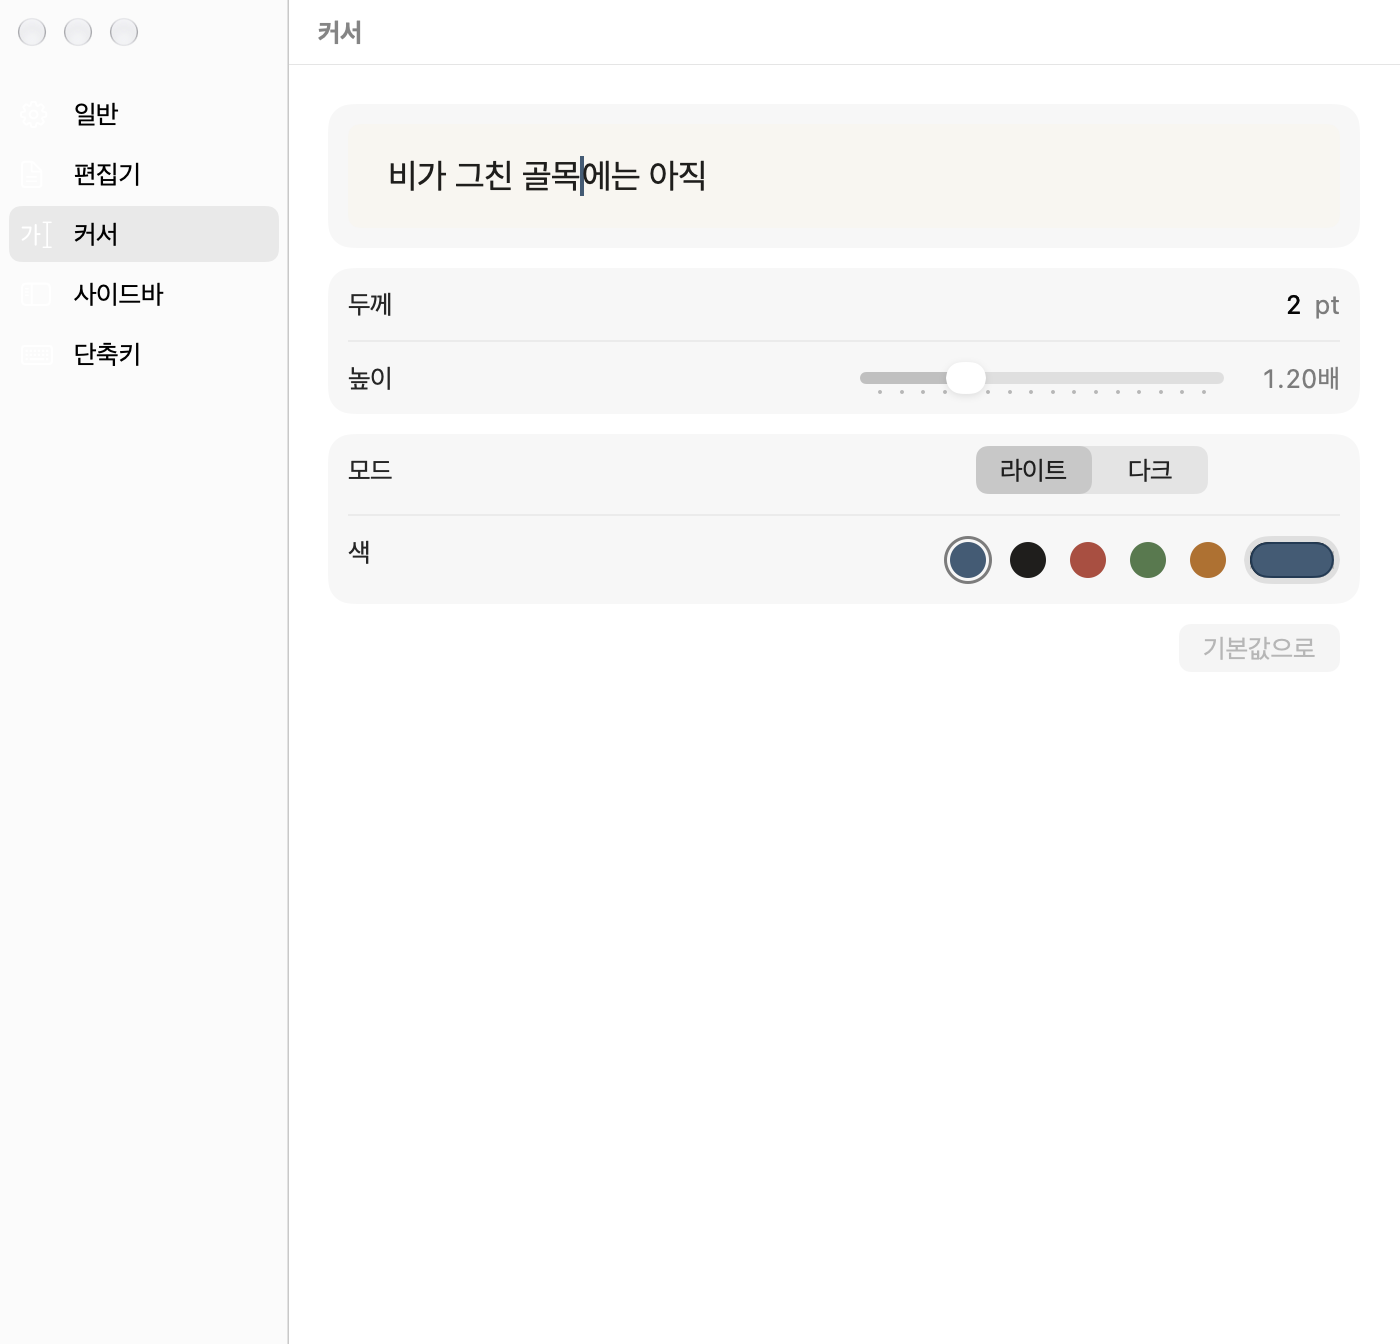 커서
일반
편집기
가 커서
사이드바
단축키
비가 그친 골목에는 아직
두께 2 pt
높이 1.20배
모드 라이트 다크
색
기본값으로